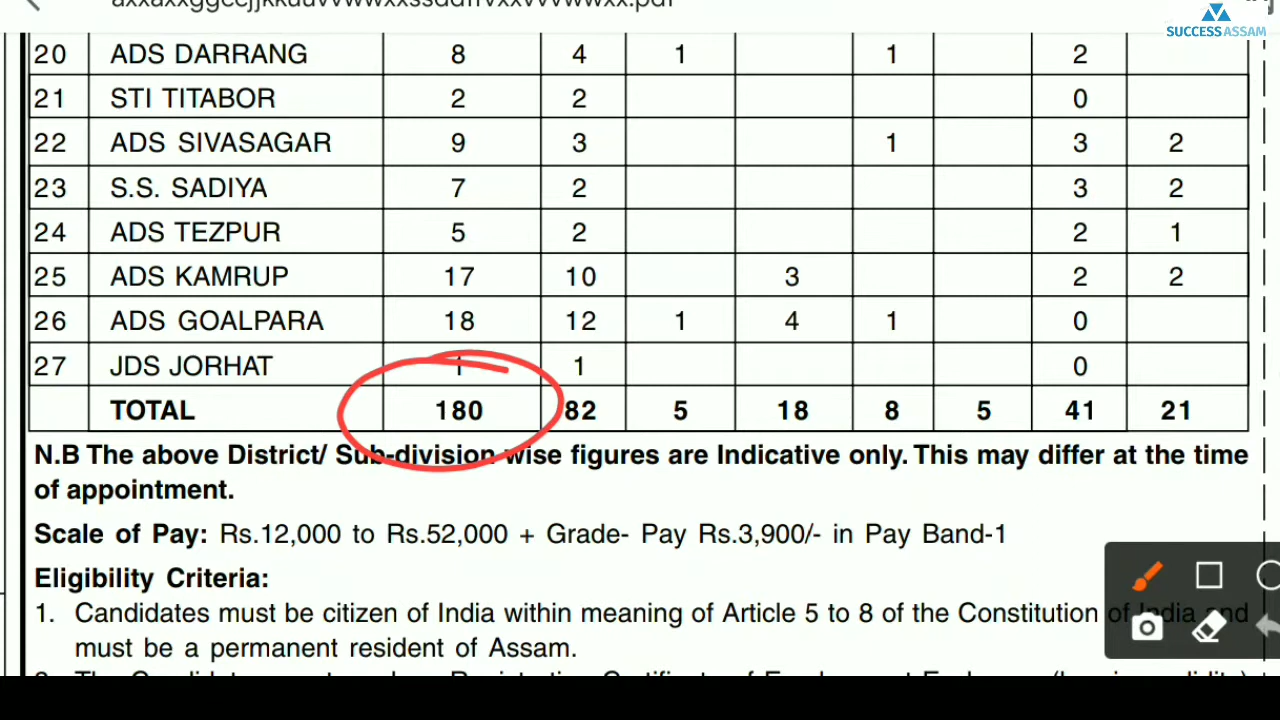 axxaxxggccjjkkuuvvwwxxssddffvxxvvvwwxx.pdf
SUCCESS ASSAM
20 ADS DARRANG 8 4 1 1 2
21 STI TITABOR 2 2 0
22 ADS SIVASAGAR 9 3 1 3 2
23 S.S. SADIYA 7 2 3 2
24 ADS TEZPUR 5 2 2 1
25 ADS KAMRUP 17 10 3 2 2
26 ADS GOALPARA 18 12 1 4 1 0
27 JDS JORHAT 1 1 0
TOTAL 180 82 5 18 8 5 41 21
N.B The above District/ Sub-division wise figures are Indicative only. This may differ at the time
of appointment.
Scale of Pay: Rs.12,000 to Rs.52,000 + Grade- Pay Rs.3,900/- in Pay Band-1
Eligibility Criteria:
1. Candidates must be citizen of India within meaning of Article 5 to 8 of the Constitution of India and
must be a permanent resident of Assam.